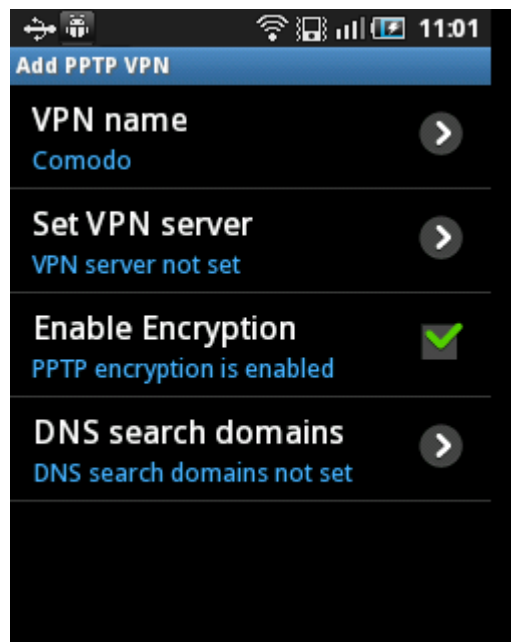 11:01
Add PPTP VPN
VPN name
Comodo
Set VPN server
VPN server not set
Enable Encryption
PPTP encryption is enabled
DNS search domains
DNS search domains not set